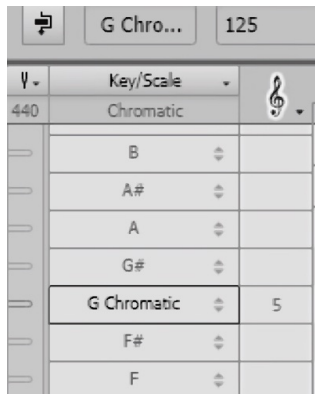 G Chro... 125
Key/Scale
440 Chromatic
B
A#
A
G#
G Chromatic 5
F#
F